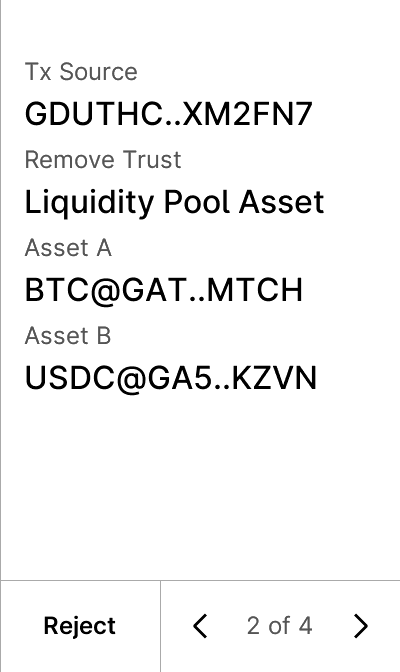 Tx Source
GDUTHC..XM2FN7
Remove Trust
Liquidity Pool Asset
Asset A
BTC@GAT..MTCH
Asset B
USDC@GA5..KZVN
Reject
2 of 4